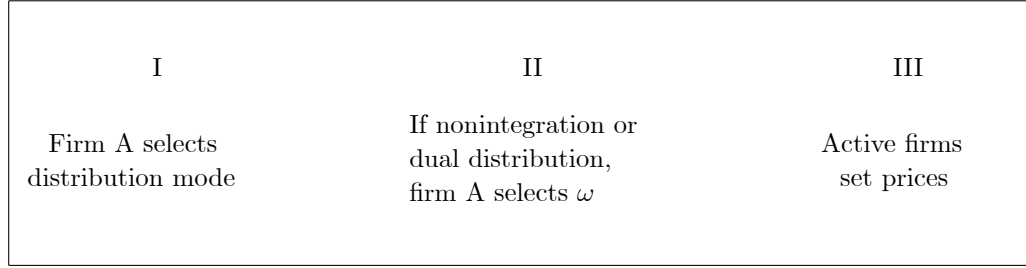 I
II
III
Firm A selects
distribution mode
If nonintegration or
dual distribution,
firm A selects ω
Active firms
set prices